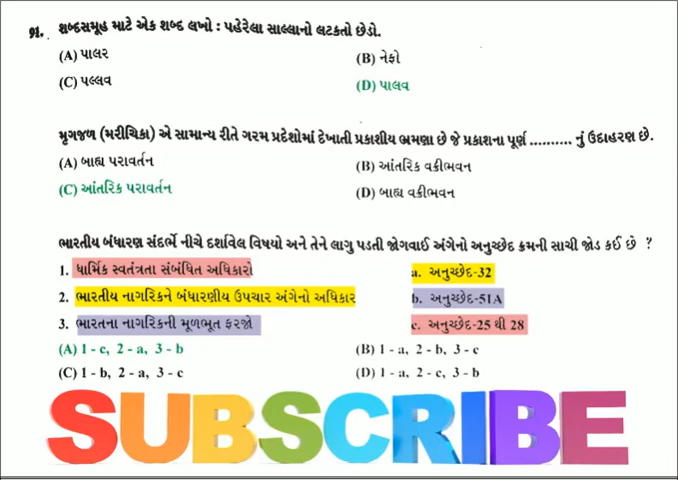 ૭૧. શબ્દસમૂહ માટે એક શબ્દ લખો : પહેરેલા સાલ્લાનો લટકતો છેડો.
(A) પાલર (B) નેફો
(C) પલ્લવ (D) પાલવ
મૃગજળ (મરીચિકા) એ સામાન્ય રીતે ગરમ પ્રદેશોમાં દેખાતી પ્રકાશીય ભ્રમણા છે જે પ્રકાશના પૂર્ણ .......... નું ઉદાહરણ છે.
(A) બાહ્ય પરાવર્તન (B) આંતરિક વક્રીભવન
(C) આંતરિક પરાવર્તન (D) બાહ્ય વક્રીભવન
ભારતીય બંધારણ સંદર્ભે નીચે દર્શાવેલ વિષયો અને તેને લાગુ પડતી જોગવાઈ અંગેનો અનુચ્છેદ ક્રમની સાચી જોડ કઈ છે ?
1. ધાર્મિક સ્વતંત્રતા સંબંધિત અધિકારો a. અનુચ્છેદ-32
2. ભારતીય નાગરિકને બંધારણીય ઉપચાર અંગેનો અધિકાર b. અનુચ્છેદ-51A
3. ભારતના નાગરિકની મૂળભૂત ફરજો c. અનુચ્છેદ-25 થી 28
(A) 1 - c, 2 - a, 3 - b (B) 1 - a, 2 - b, 3 - c
(C) 1 - b, 2 - a, 3 - c (D) 1 - a, 2 - c, 3 - b
SUBSCRIBE